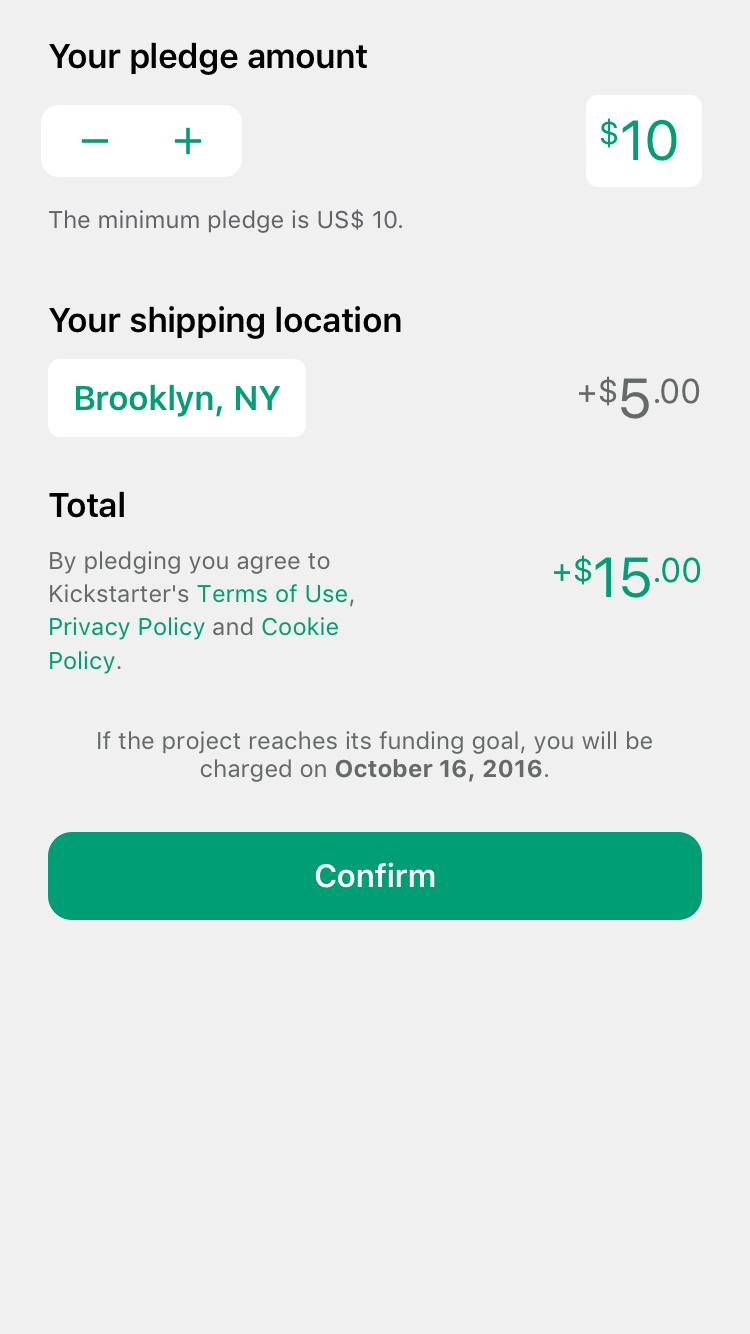 Your pledge amount
− +
$10
The minimum pledge is US$ 10.
Your shipping location
Brooklyn, NY
+$5.00
Total
By pledging you agree to
Kickstarter's Terms of Use,
Privacy Policy and Cookie
Policy.
+$15.00
If the project reaches its funding goal, you will be
charged on October 16, 2016.
Confirm